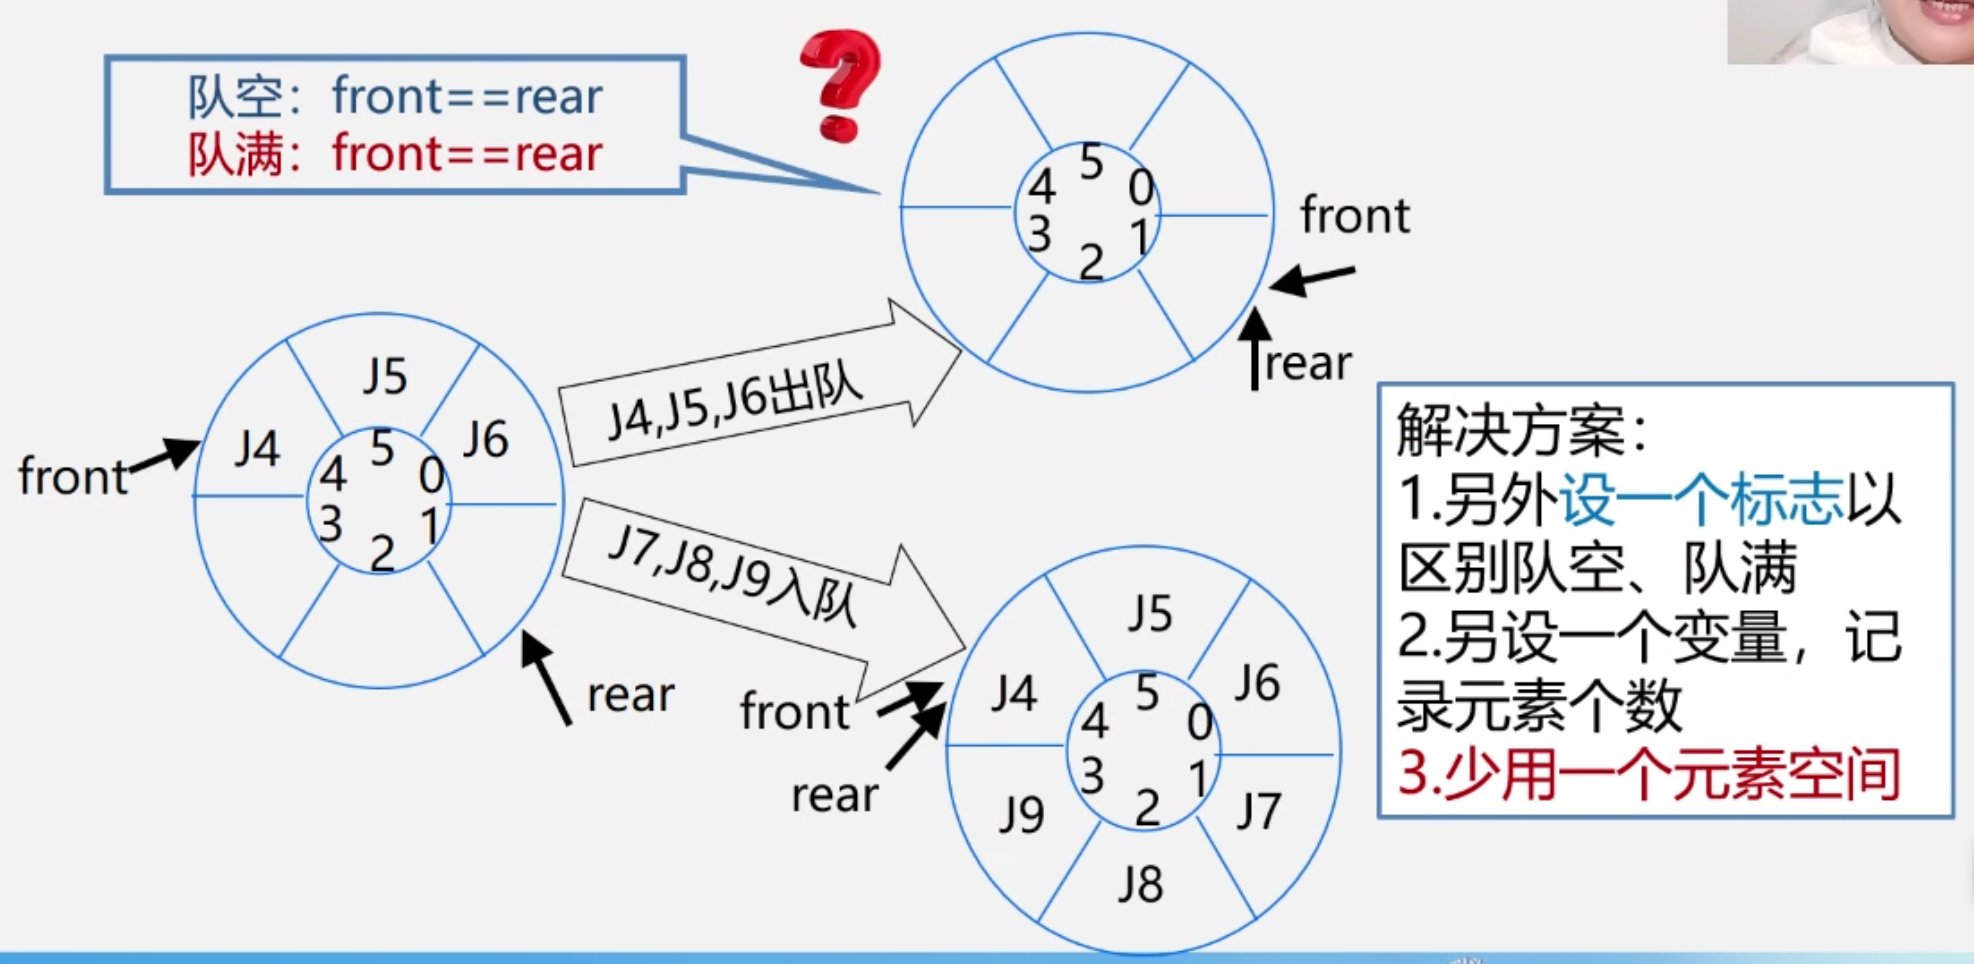 队空：front==rear
队满：front==rear
5
4
0
3
1
2
front
rear
J5
J4
J6
5
4
0
3
1
2
front
rear
J4,J5,J6出队
J7,J8,J9入队
J5
J4
J6
5
4
0
3
1
2
J9
J7
J8
front
rear
解决方案：
1.另外设一个标志以
区别队空、队满
2.另设一个变量，记
录元素个数
3.少用一个元素空间